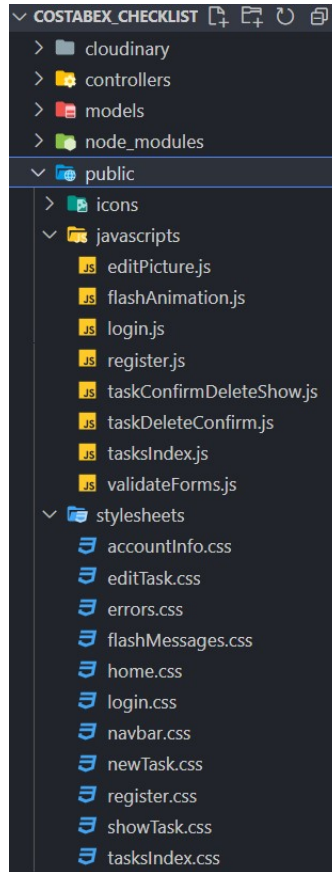 COSTABEX_CHECKLIST
cloudinary
controllers
models
node_modules
public
icons
javascripts
JS editPicture.js
JS flashAnimation.js
JS login.js
JS register.js
JS taskConfirmDeleteShow.js
JS taskDeleteConfirm.js
JS tasksIndex.js
JS validateForms.js
stylesheets
accountInfo.css
editTask.css
errors.css
flashMessages.css
home.css
login.css
navbar.css
newTask.css
register.css
showTask.css
tasksIndex.css